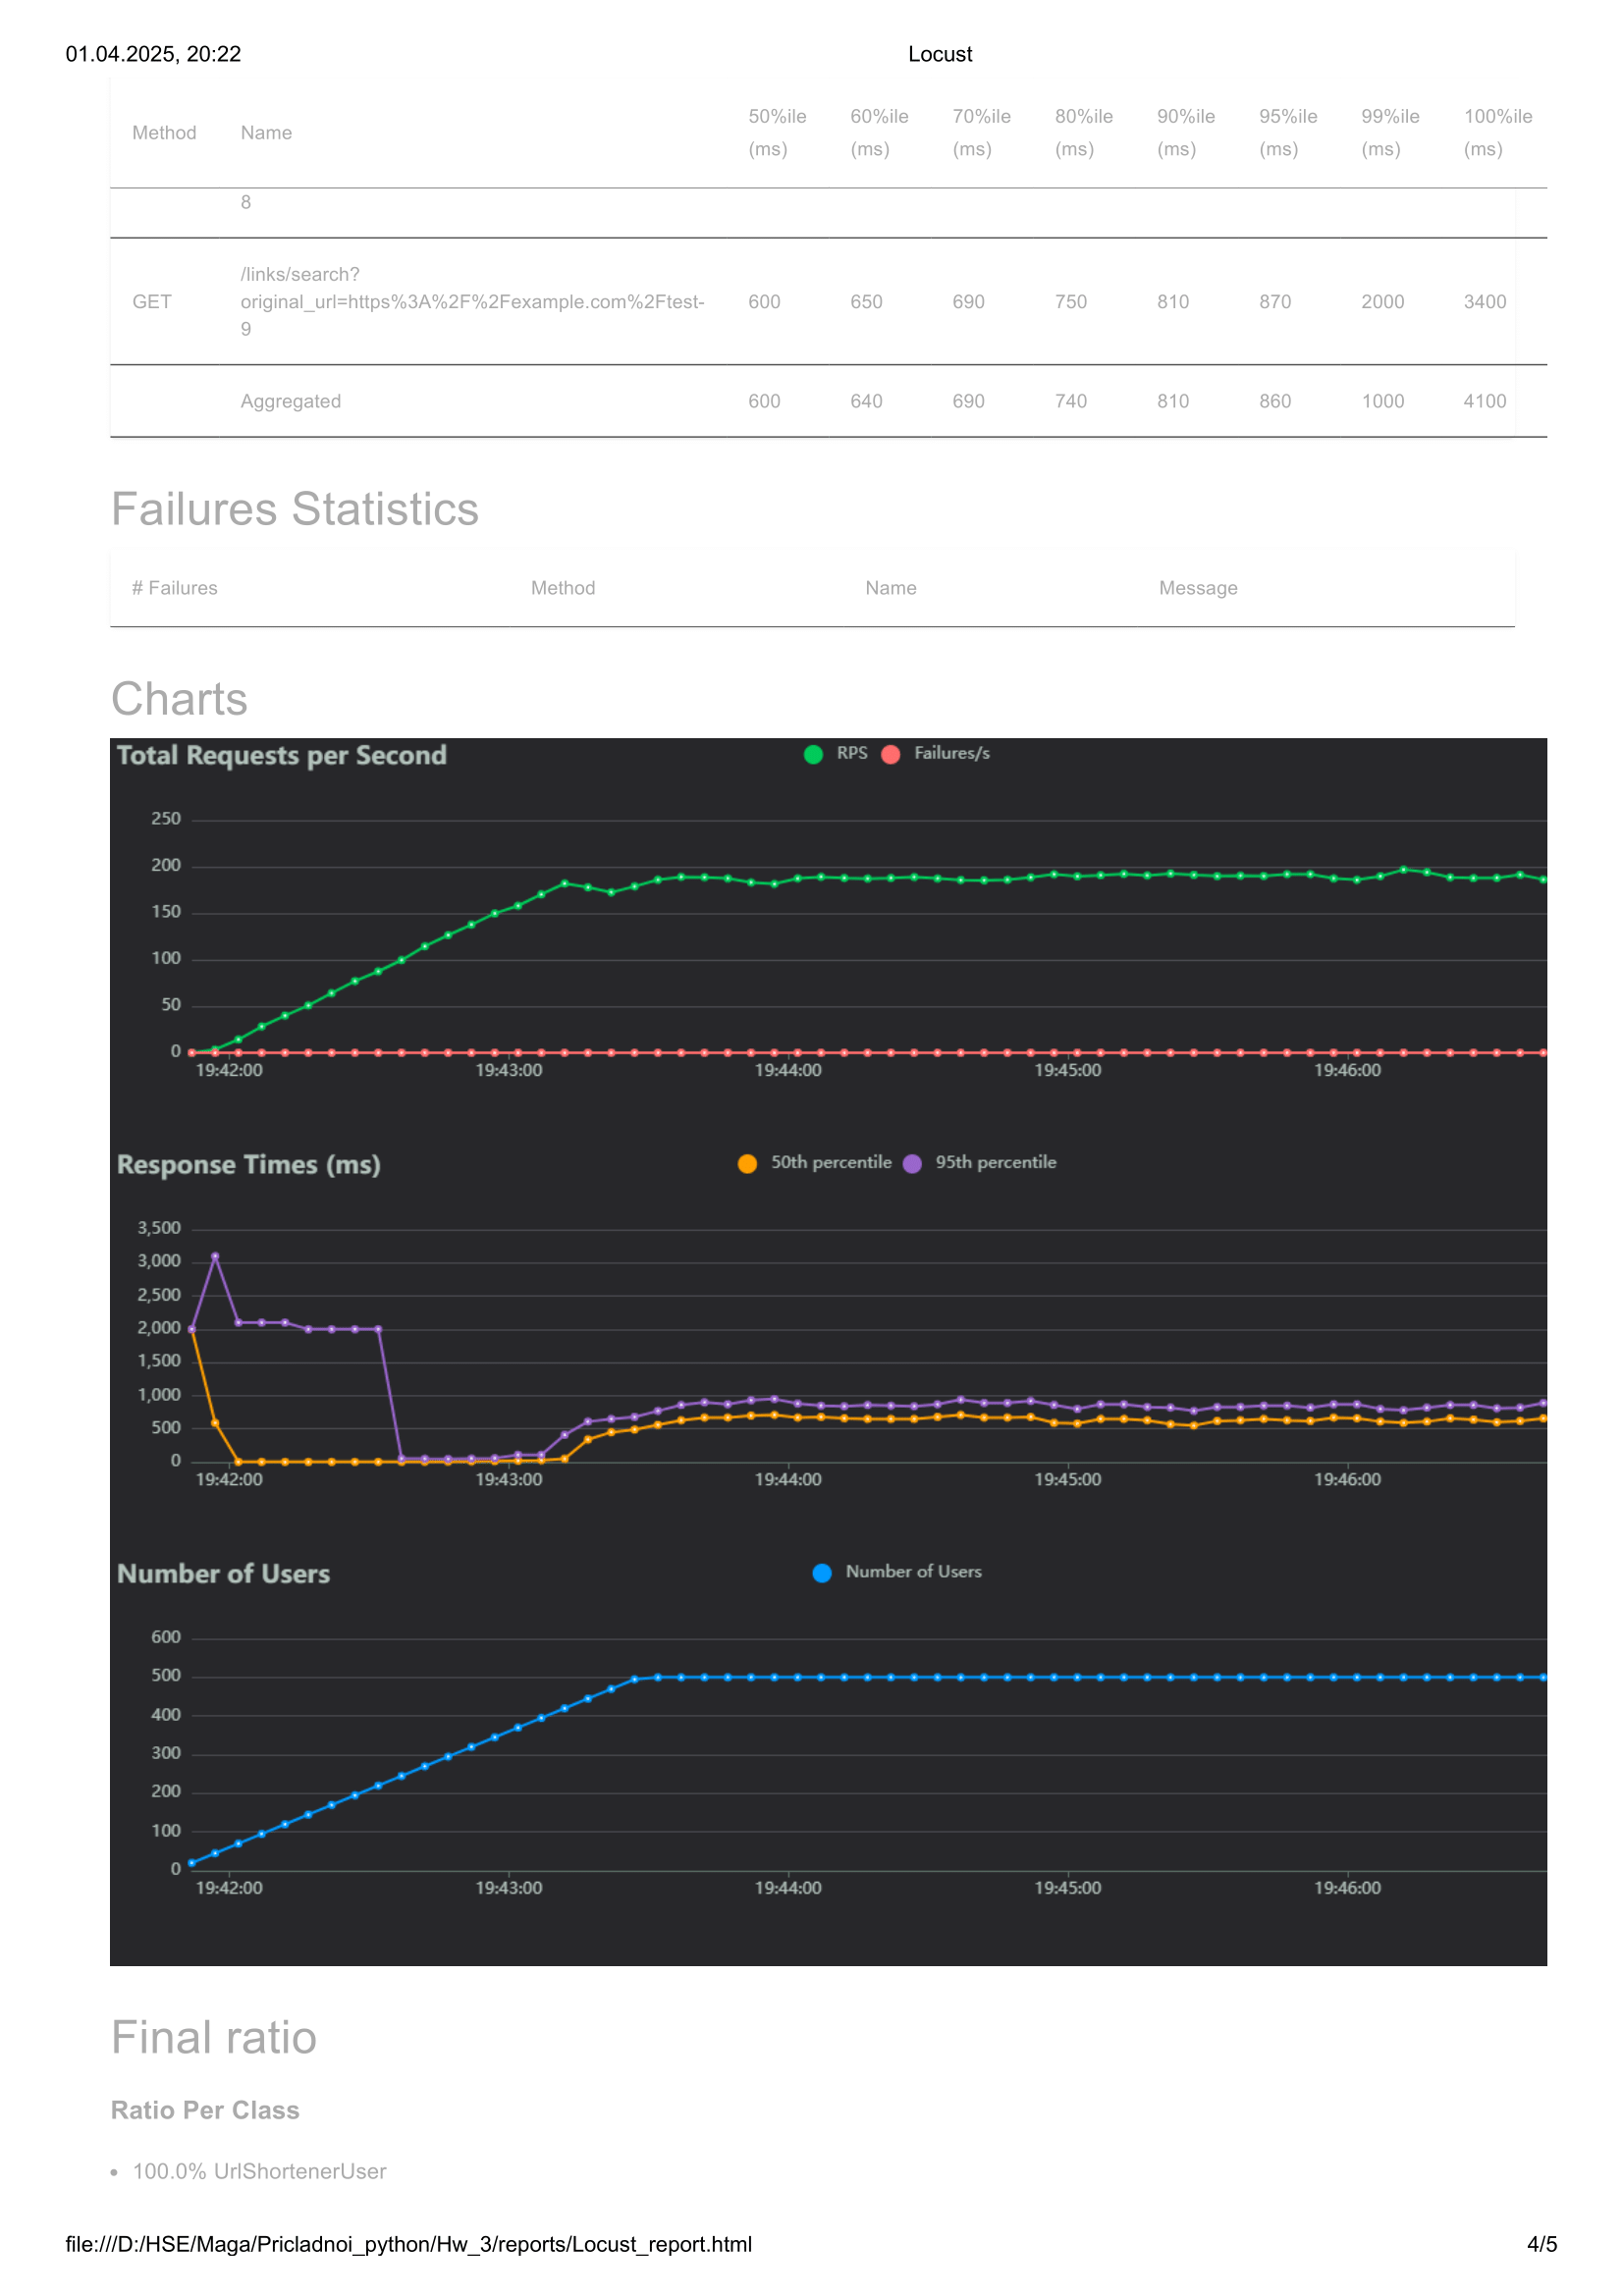 01.04.2025, 20:22 Locust
Method Name 50%ile (ms) 60%ile (ms) 70%ile (ms) 80%ile (ms) 90%ile (ms) 95%ile (ms) 99%ile (ms) 100%ile (ms)
8
/links/search?
GET original_url=https%3A%2F%2Fexample.com%2Ftest- 600 650 690 750 810 870 2000 3400
9
Aggregated 600 640 690 740 810 860 1000 4100
Failures Statistics
# Failures Method Name Message
Charts
Total Requests per Second RPS Failures/s
250
200
150
100
50
0
19:42:00 19:43:00 19:44:00 19:45:00 19:46:00
Response Times (ms) 50th percentile 95th percentile
3,500
3,000
2,500
2,000
1,500
1,000
500
0
19:42:00 19:43:00 19:44:00 19:45:00 19:46:00
Number of Users Number of Users
600
500
400
300
200
100
0
19:42:00 19:43:00 19:44:00 19:45:00 19:46:00
Final ratio
Ratio Per Class
• 100.0% UrlShortenerUser
file:///D:/HSE/Maga/Pricladnoi_python/Hw_3/reports/Locust_report.html 4/5